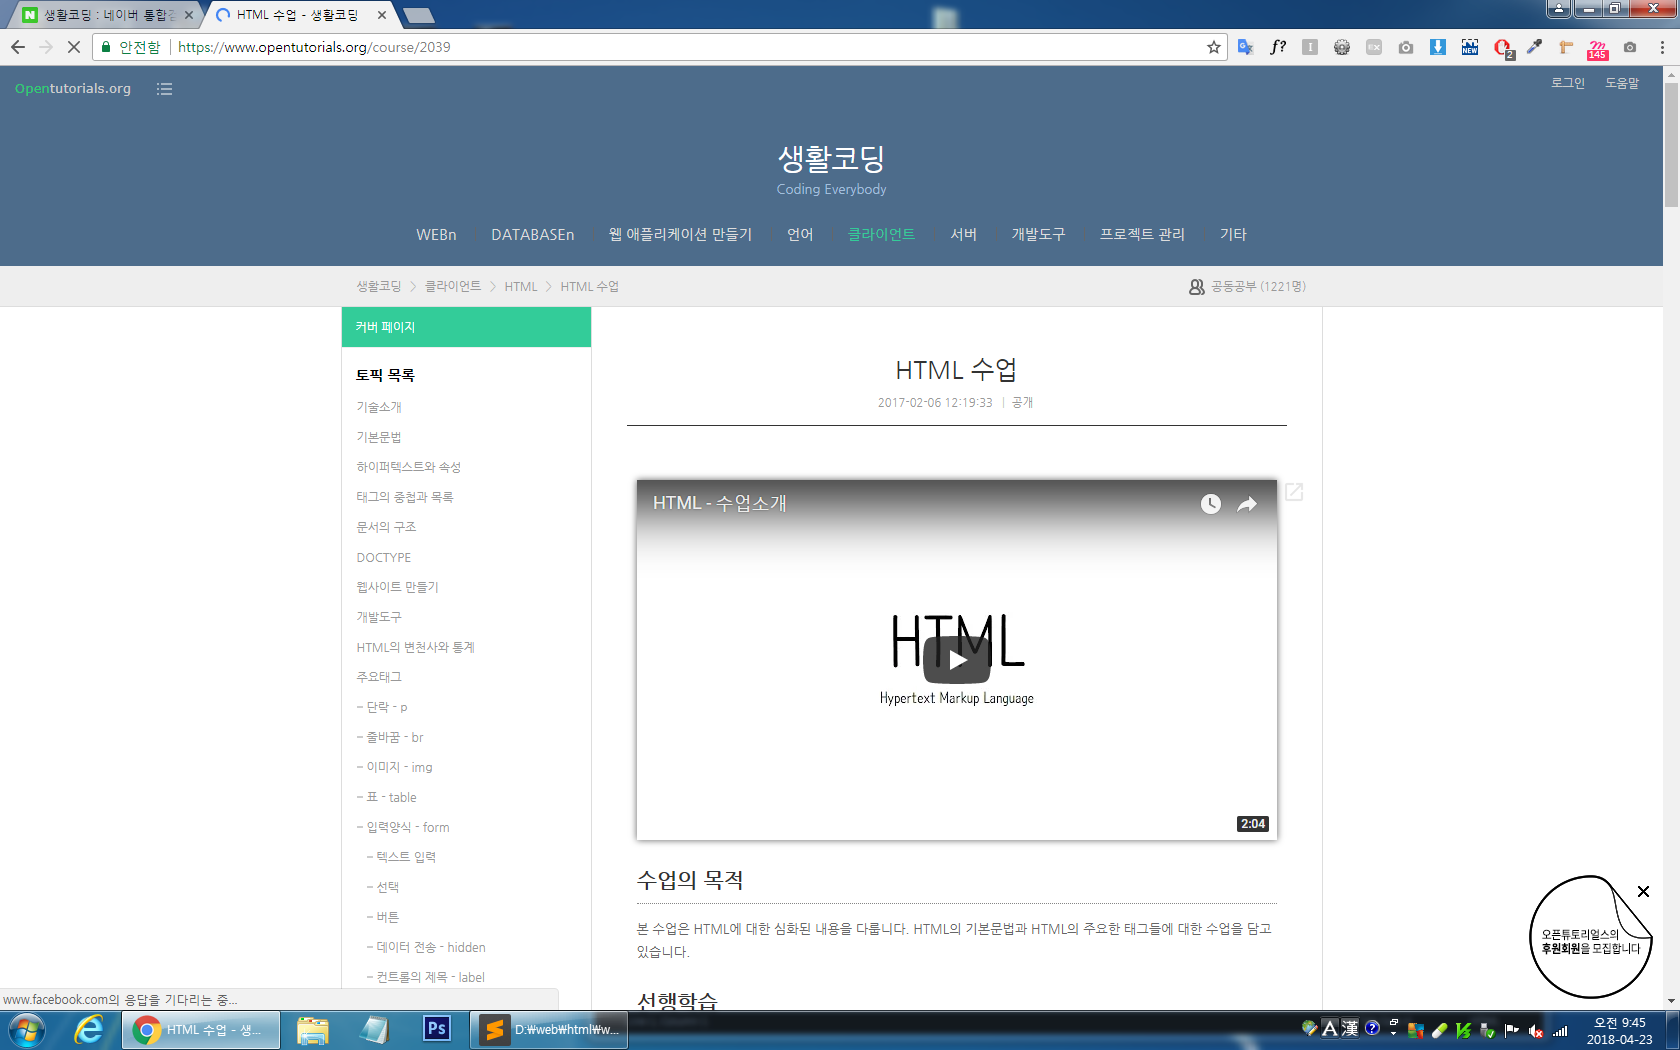 생활코딩 : 네이버 통합검
HTML 수업 - 생활코딩
안전함
https://www.opentutorials.org/course/2039
f?
NEW
2
145
Opentutorials.org
로그인
도움말
생활코딩
Coding Everybody
WEBn
DATABASEn
웹 애플리케이션 만들기
언어
클라이언트
서버
개발도구
프로젝트 관리
기타
생활코딩 > 클라이언트 > HTML > HTML 수업
공동공부 (1221명)
커버 페이지
토픽 목록
기술소개
기본문법
하이퍼텍스트와 속성
태그의 중첩과 목록
문서의 구조
DOCTYPE
웹사이트 만들기
개발도구
HTML의 변천사와 통계
주요태그
- 단락 - p
- 줄바꿈 - br
- 이미지 - img
- 표 - table
- 입력양식 - form
- 텍스트 입력
- 선택
- 버튼
- 데이터 전송 - hidden
- 컨트롤의 제목 - label
HTML 수업
2017-02-06 12:19:33 | 공개
HTML - 수업소개
HTML
Hypertext Markup Language
2:04
수업의 목적
본 수업은 HTML에 대한 심화된 내용을 다룹니다. HTML의 기본문법과 HTML의 주요한 태그들에 대한 수업을 담고
있습니다.
선행학습
오픈튜토리얼스의
후원회원을 모집합니다
www.facebook.com의 응답을 기다리는 중...
HTML 수업 - 생...
Ps
D:\web\html\w...
A 漢
오전 9:45
2018-04-23